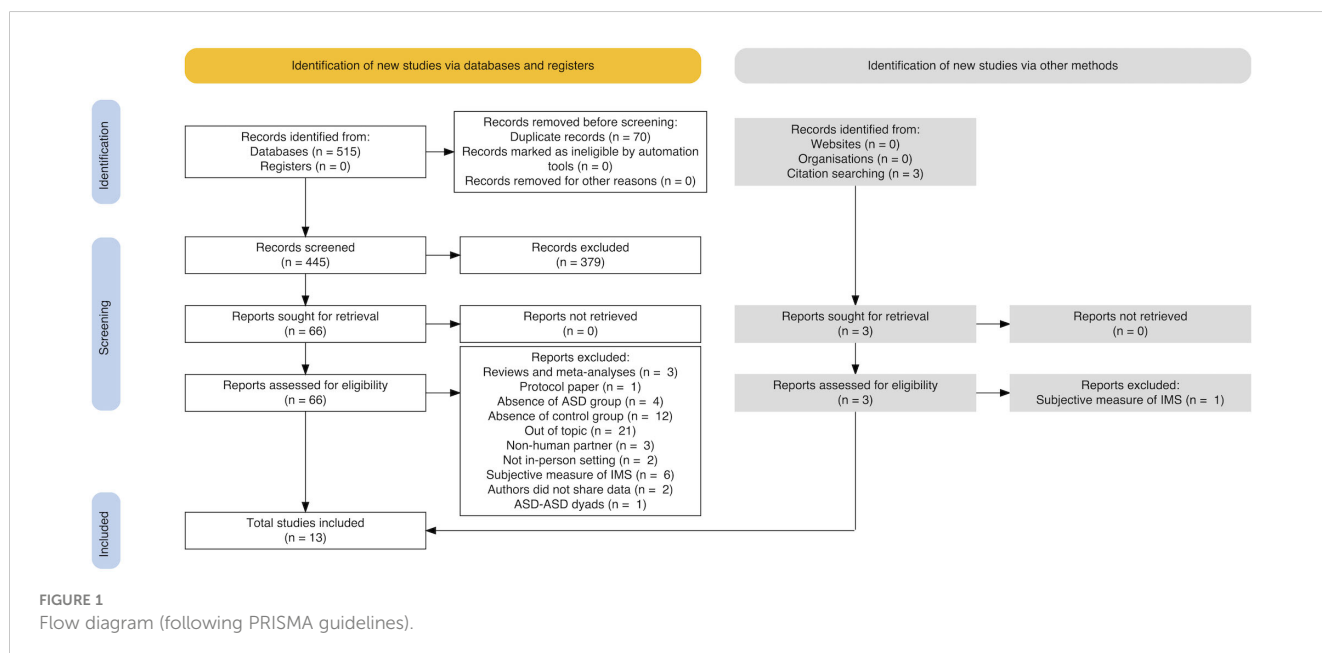 Identification of new studies via databases and registers
Identification of new studies via other methods
Identification
Records identified from:
Databases (n = 515)
Registers (n = 0)
Records removed before screening:
Duplicate records (n = 70)
Records marked as ineligible by automation
tools (n = 0)
Records removed for other reasons (n = 0)
Records identified from:
Websites (n = 0)
Organisations (n = 0)
Citation searching (n = 3)
Screening
Records screened
(n = 445)
Records excluded
(n = 379)
Reports sought for retrieval
(n = 66)
Reports not retrieved
(n = 0)
Reports sought for retrieval
(n = 3)
Reports not retrieved
(n = 0)
Reports assessed for eligibility
(n = 66)
Reports excluded:
Reviews and meta-analyses (n = 3)
Protocol paper (n = 1)
Absence of ASD group (n = 4)
Absence of control group (n = 12)
Out of topic (n = 21)
Non-human partner (n = 3)
Not in-person setting (n = 2)
Subjective measure of IMS (n = 6)
Authors did not share data (n = 2)
ASD-ASD dyads (n = 1)
Reports assessed for eligibility
(n = 3)
Reports excluded:
Subjective measure of IMS (n = 1)
Included
Total studies included
(n = 13)
FIGURE 1
Flow diagram (following PRISMA guidelines).